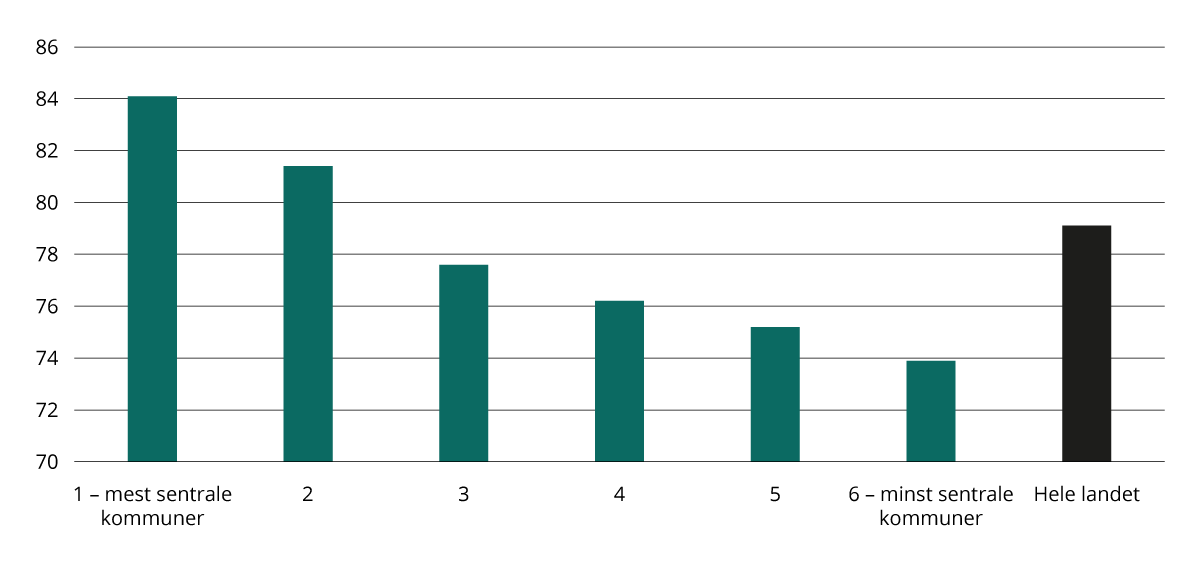 86
84
82
80
78
76
74
72
70
1 – mest sentrale
kommuner
2
3
4
5
6 – minst sentrale
kommuner
Hele landet